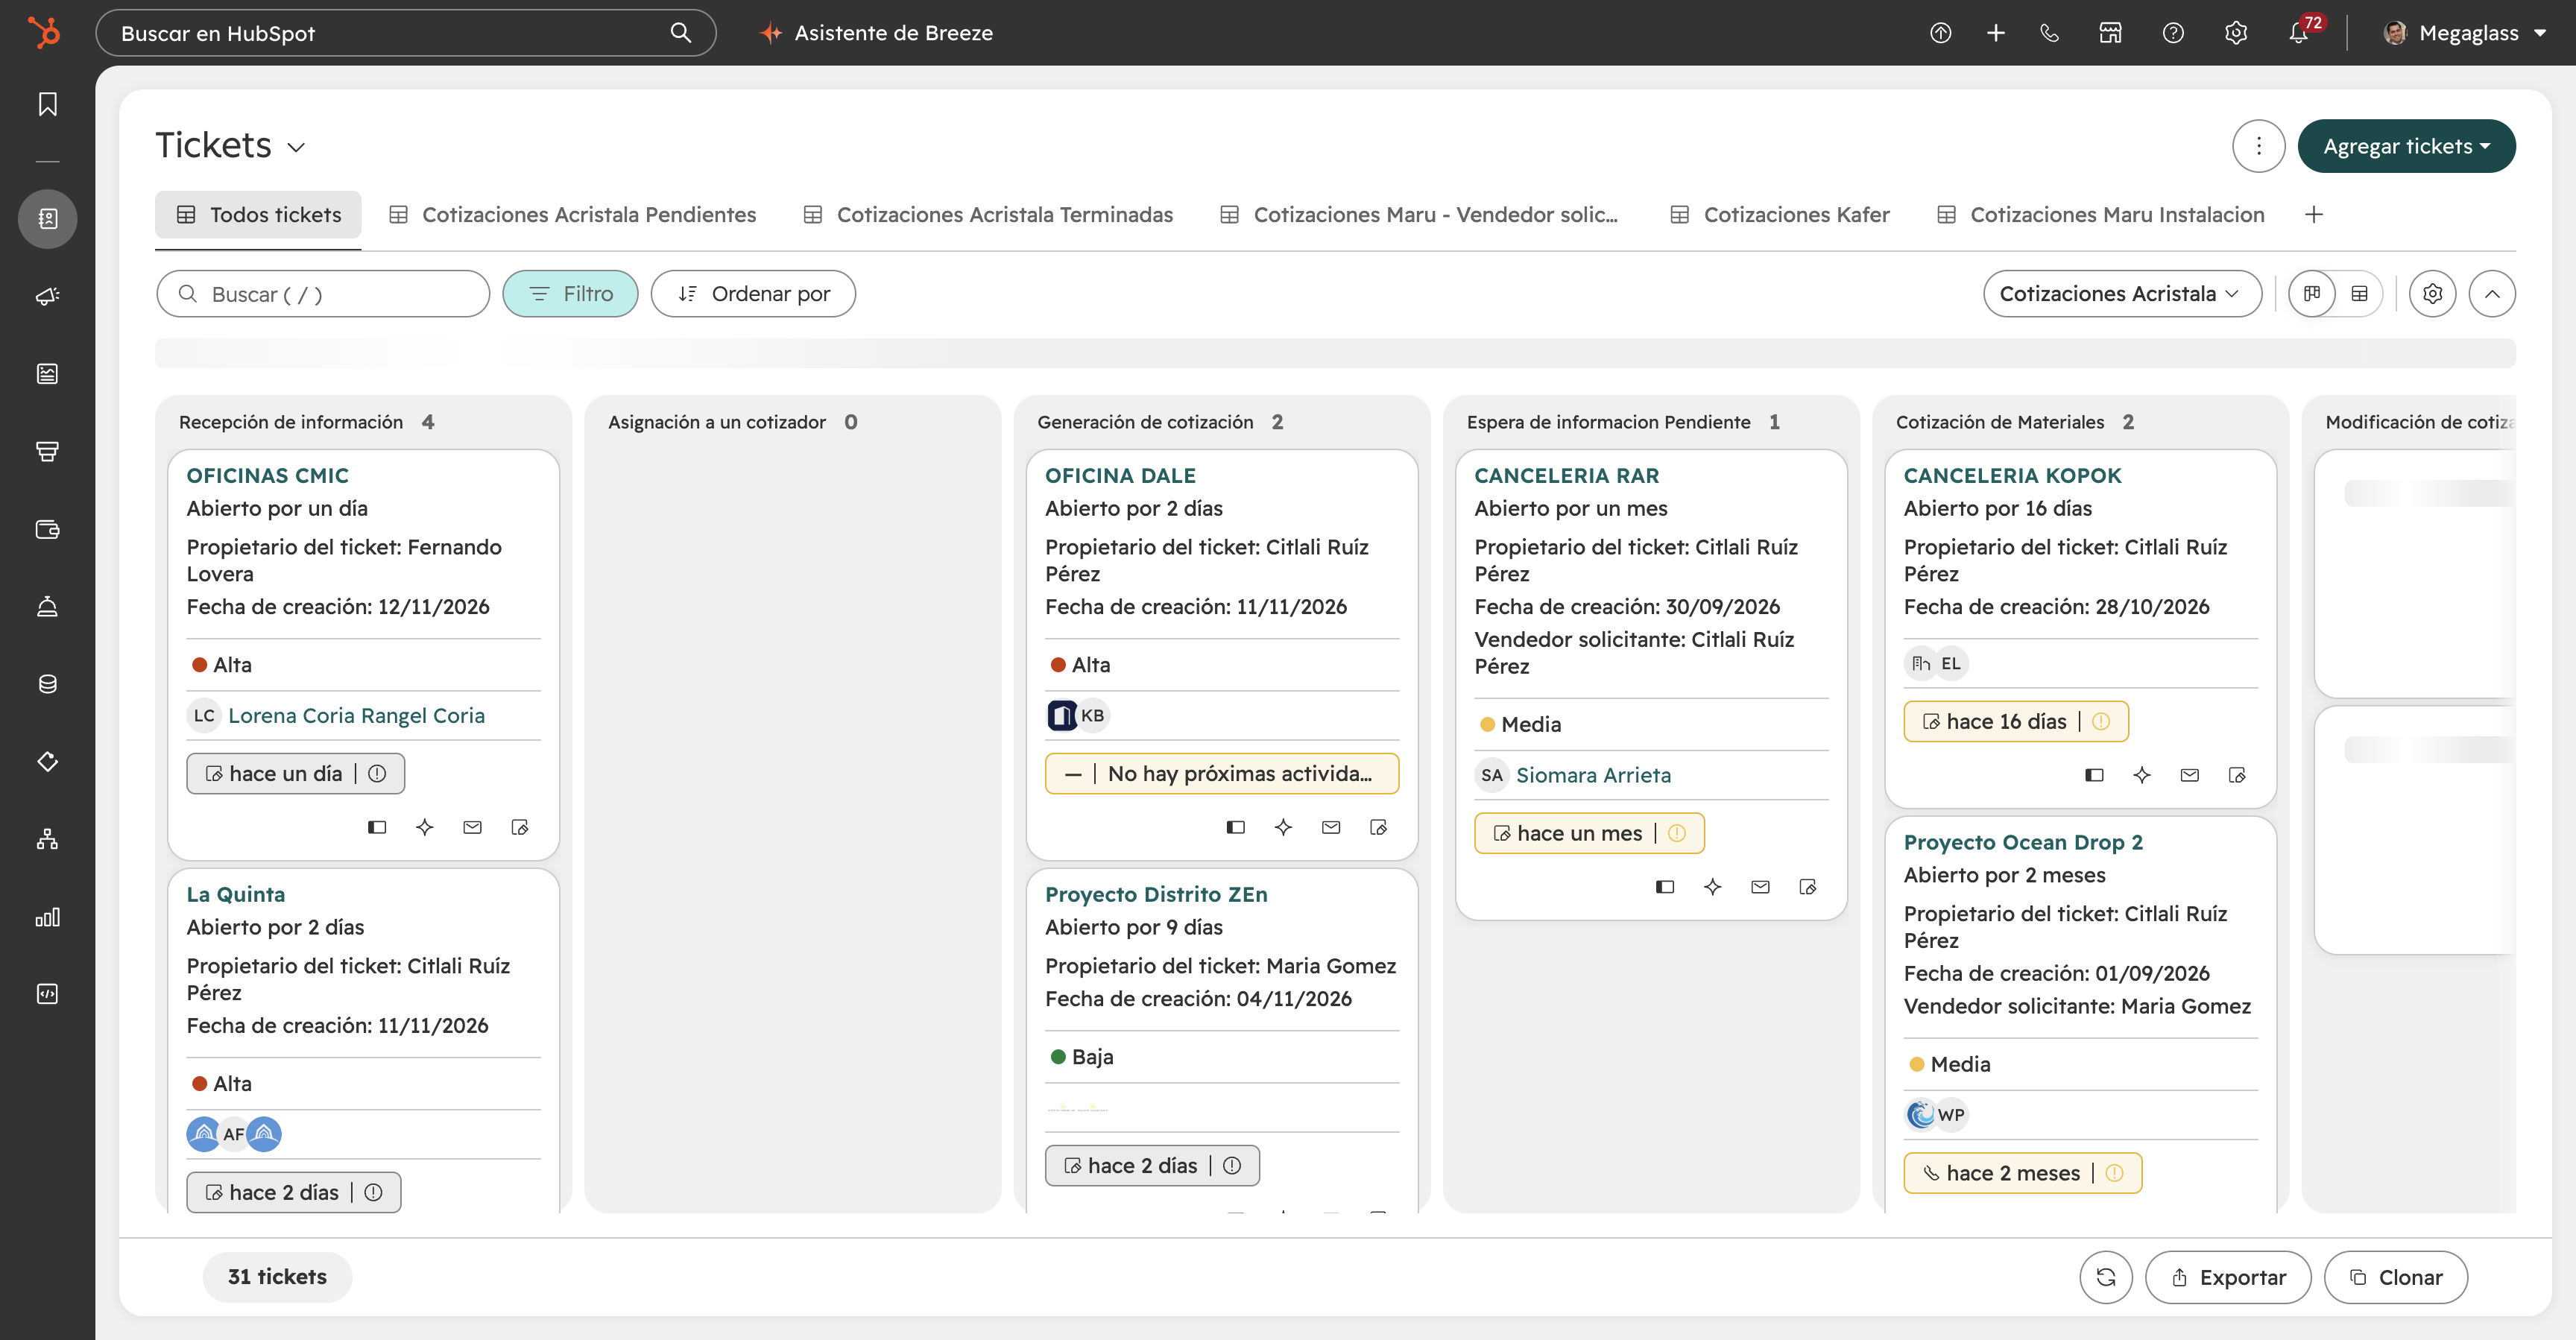 Buscar en HubSpot
Asistente de Breeze
72
Megaglass
Tickets
Agregar tickets
Todos tickets
Cotizaciones Acristala Pendientes
Cotizaciones Acristala Terminadas
Cotizaciones Maru - Vendedor solic...
Cotizaciones Kafer
Cotizaciones Maru Instalacion
Buscar ( / )
Filtro
Ordenar por
Cotizaciones Acristala
Recepción de información 4
OFICINAS CMIC
Abierto por un día
Propietario del ticket: Fernando
Lovera
Fecha de creación: 12/11/2026
Alta
LC Lorena Coria Rangel Coria
hace un día
La Quinta
Abierto por 2 días
Propietario del ticket: Citlali Ruíz
Pérez
Fecha de creación: 11/11/2026
Alta
AF
hace 2 días
Asignación a un cotizador 0
Generación de cotización 2
OFICINA DALE
Abierto por 2 días
Propietario del ticket: Citlali Ruíz
Pérez
Fecha de creación: 11/11/2026
Alta
KB
— | No hay próximas activida...
Proyecto Distrito ZEn
Abierto por 9 días
Propietario del ticket: Maria Gomez
Fecha de creación: 04/11/2026
Baja
hace 2 días
Espera de informacion Pendiente 1
CANCELERIA RAR
Abierto por un mes
Propietario del ticket: Citlali Ruíz
Pérez
Fecha de creación: 30/09/2026
Vendedor solicitante: Citlali Ruíz
Pérez
Media
SA Siomara Arrieta
hace un mes
Cotización de Materiales 2
CANCELERIA KOPOK
Abierto por 16 días
Propietario del ticket: Citlali Ruíz
Pérez
Fecha de creación: 28/10/2026
EL
hace 16 días
Proyecto Ocean Drop 2
Abierto por 2 meses
Propietario del ticket: Citlali Ruíz
Pérez
Fecha de creación: 01/09/2026
Vendedor solicitante: Maria Gomez
Media
WP
hace 2 meses
Modificación de cotiza
31 tickets
Exportar
Clonar